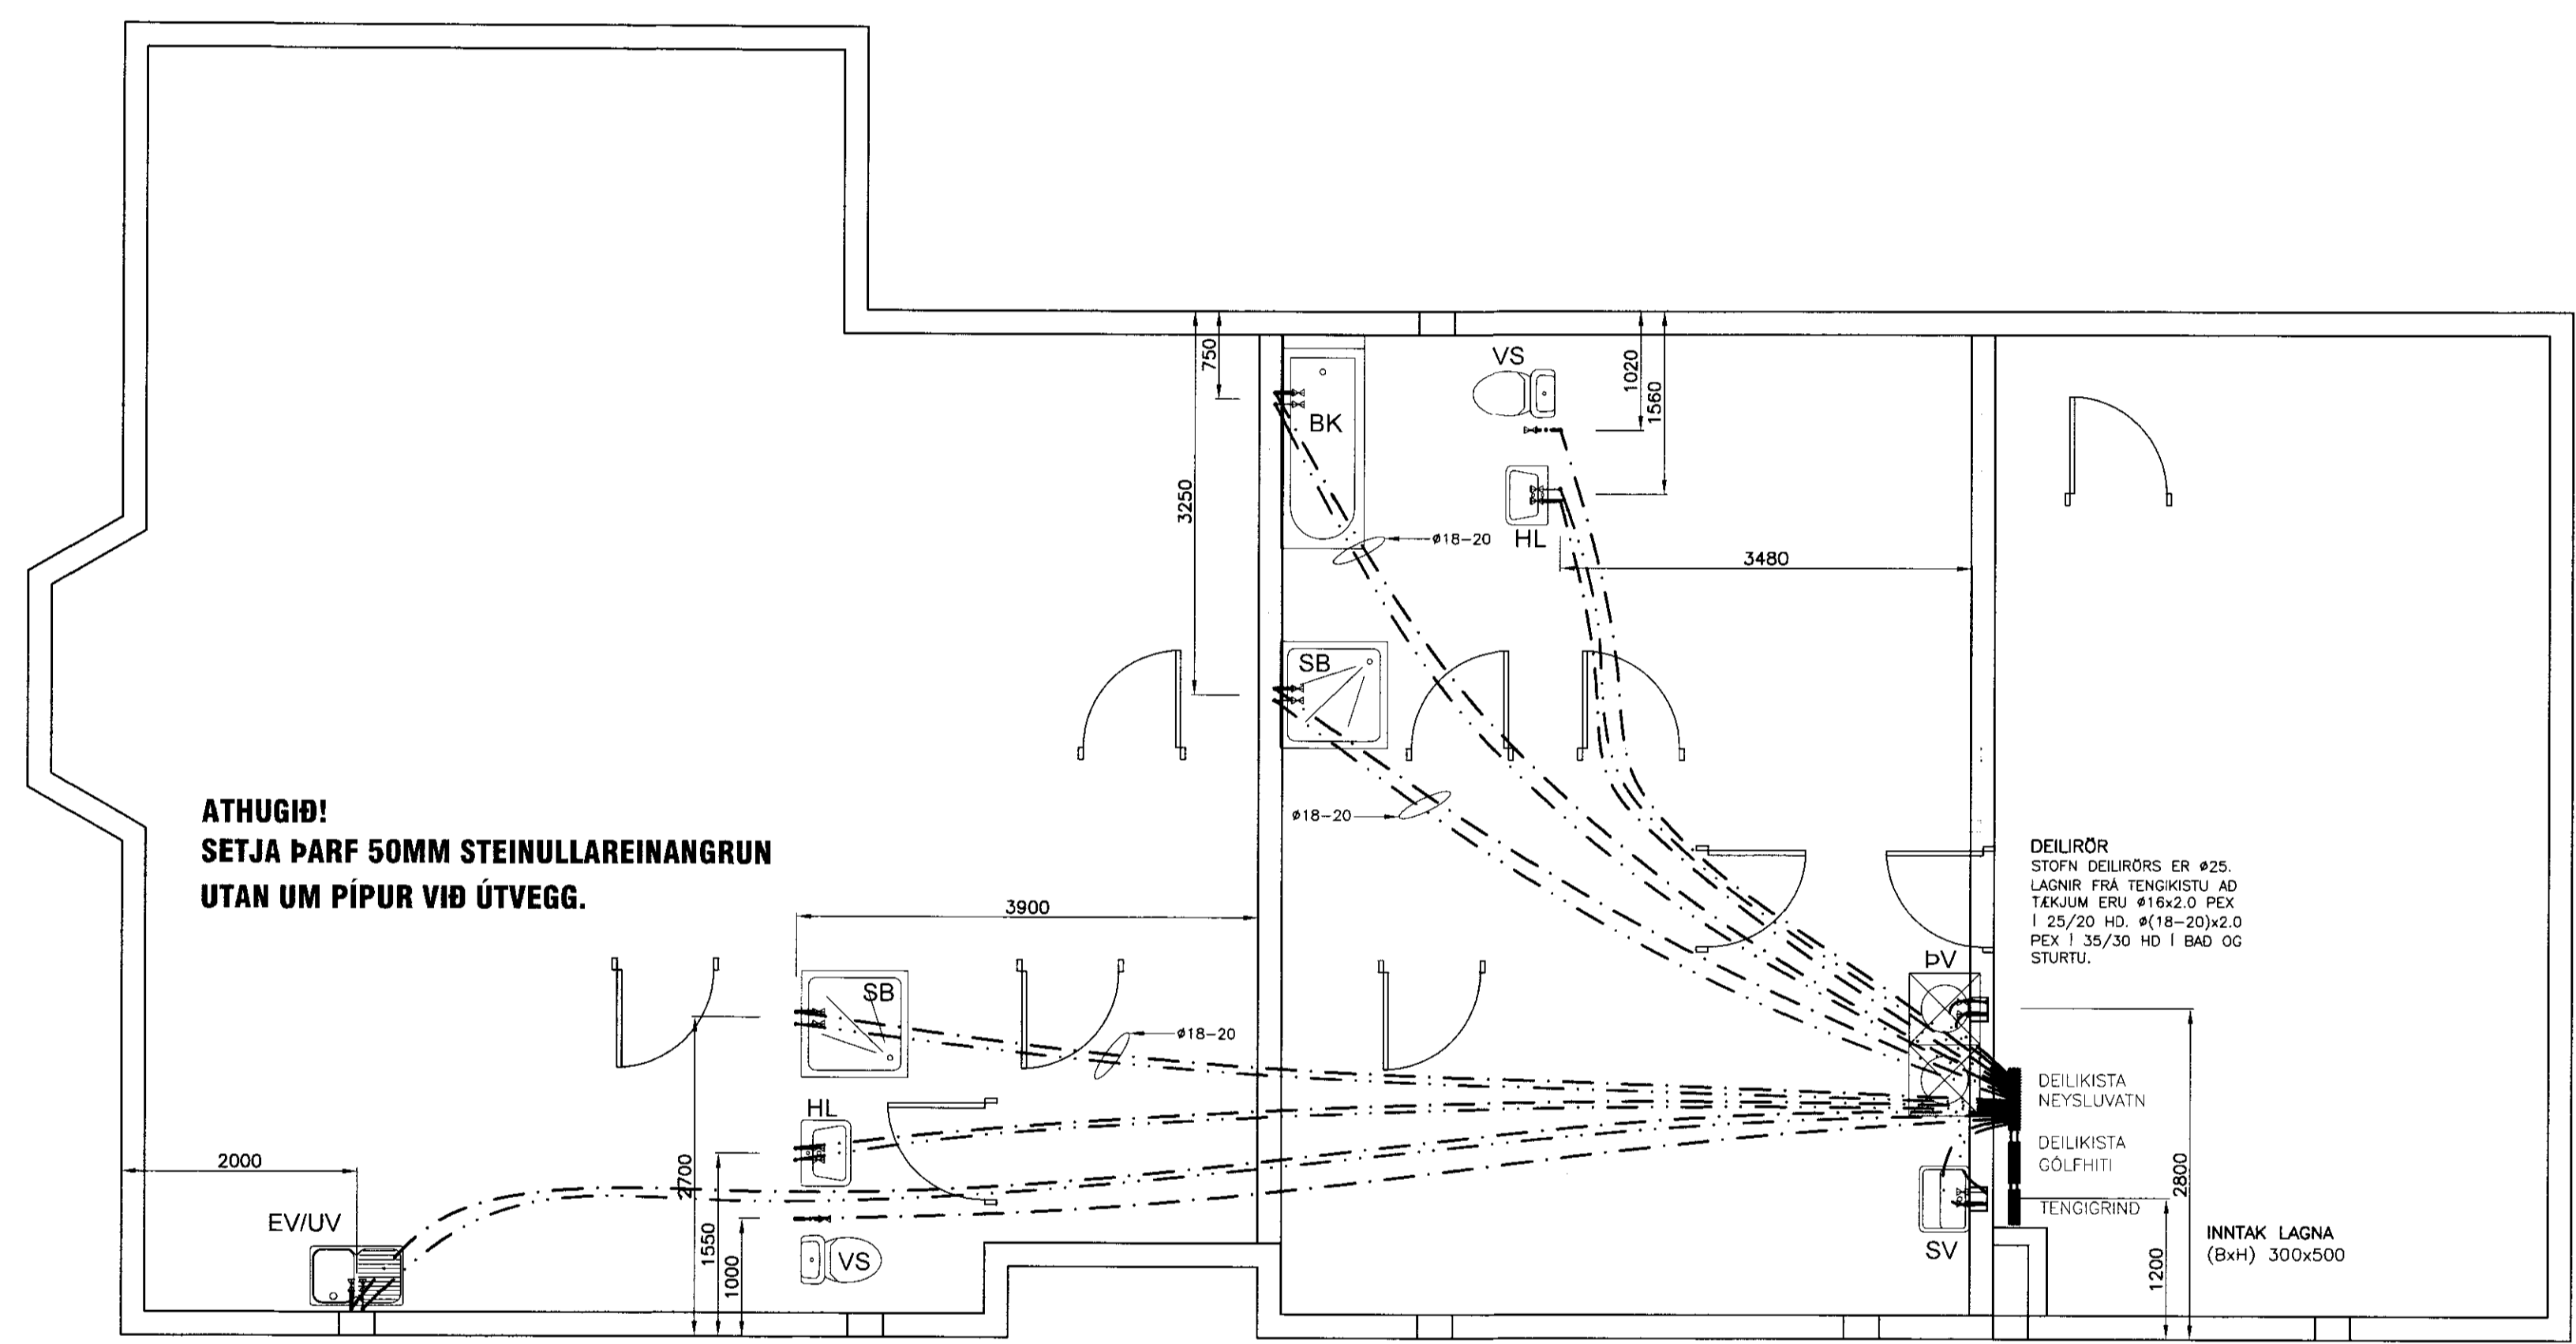 750
3250
VS
BK
HL
1020
1560
ø18-20
3480
SB
ø18-20
ATHUGIÐ!
SETJA ÞARF 50MM STEINULLAREINANGRUN
UTAN UM PÍPUR VIÐ ÚTVEGG.
DEILIRÖR
STOFN DEILIRÖRS ER ø25.
LAGNIR FRÁ TENGIKISTU AÐ
TÆKJUM ERU ø16x2.0 PEX
Í 25/20 HD. ø(18-20)x2.0
PEX Í 35/30 HD Í BAÐ OG
STURTU.
3900
SB
ø18-20
ÞV
DEILIKISTA
NEYSLUVATN
HL
DEILIKISTA
GÓLFHITI
2000
2700
1550
1000
EV/UV
VS
SV
TENGIGRIND
2800
1200
INNTAK LAGNA
(BxH) 300x500